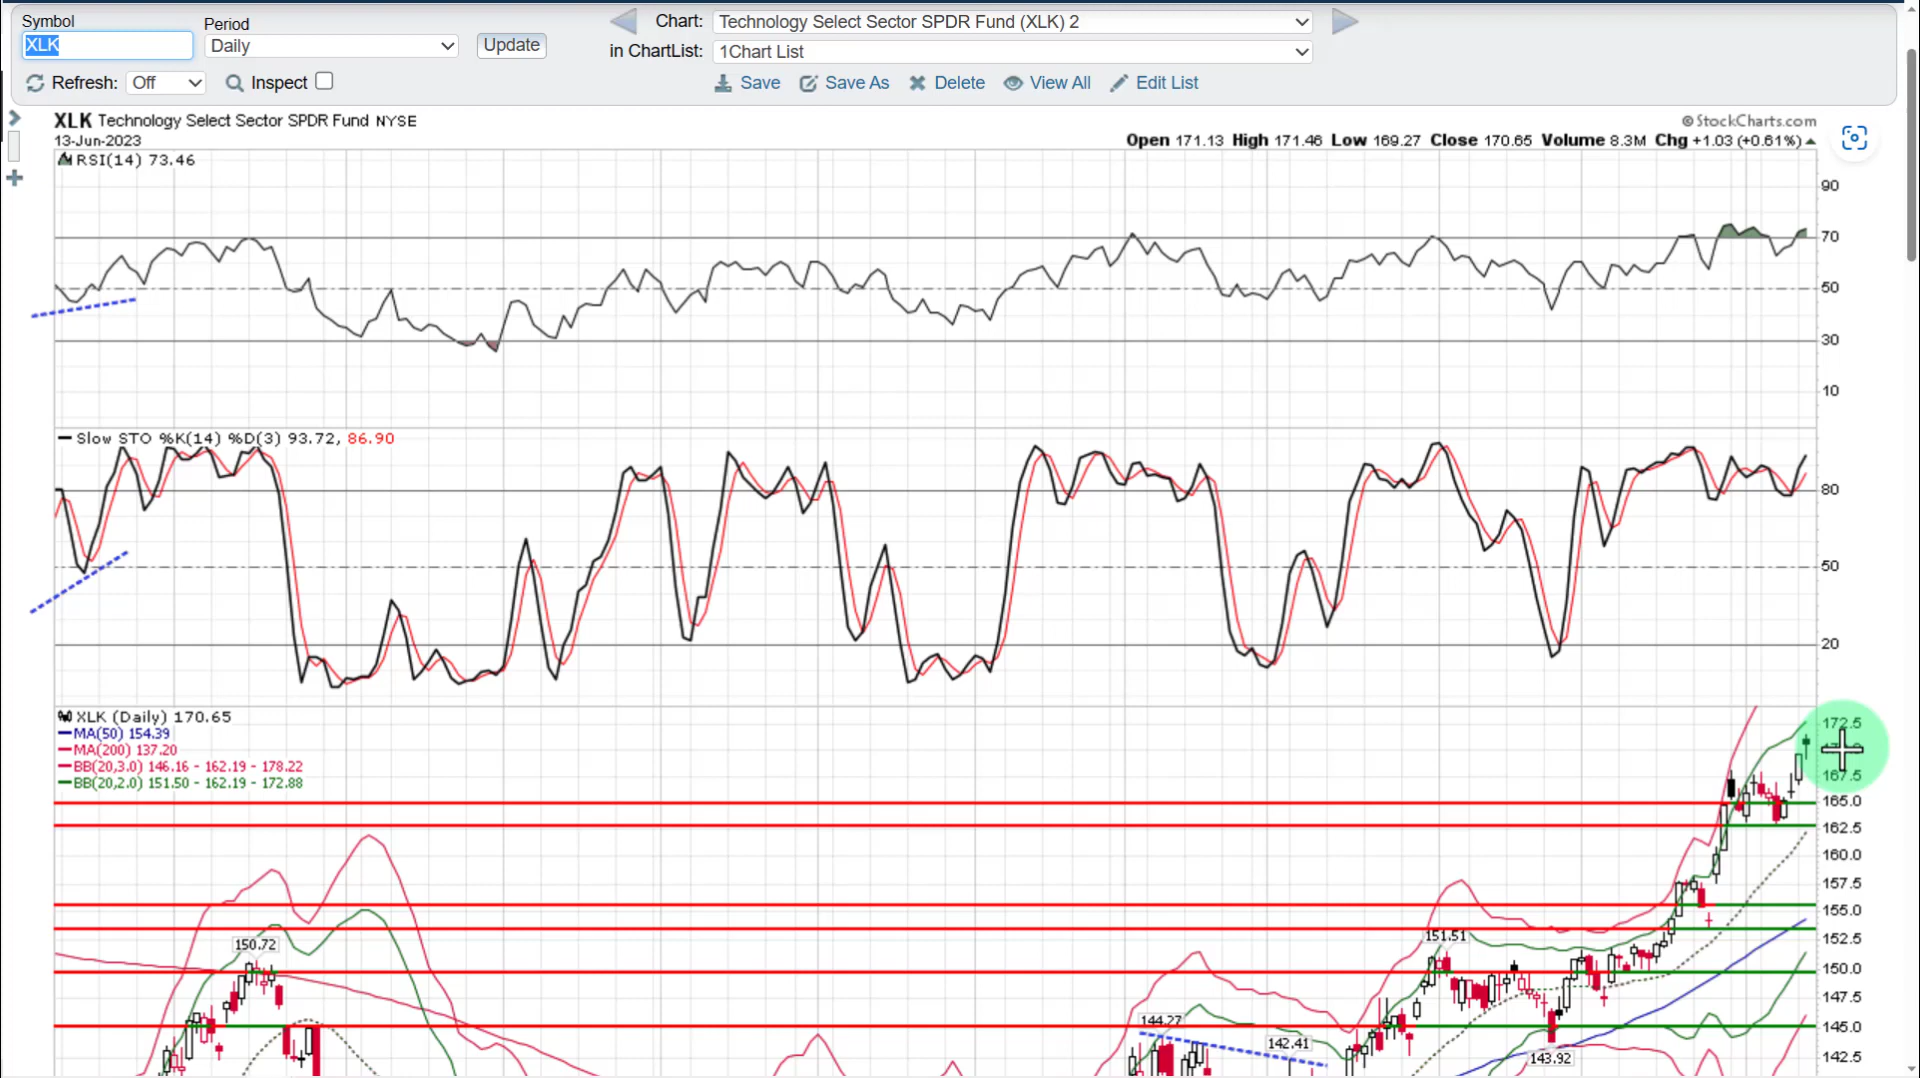 Symbol
Period
Chart: Technology Select Sector SPDR Fund (XLK) 2
XLK
Daily
Update
in ChartList: 1Chart List
Refresh: Off
Inspect
Save
Save As
Delete
View All
Edit List
XLK Technology Select Sector SPDR Fund NYSE
© StockCharts.com
13-Jun-2023
Open 171.13 High 171.46 Low 169.27 Close 170.65 Volume 8.3M Chg +1.03 (+0.61%)
RSI(14) 73.46
90
70
50
30
10
Slow STO %K(14) %D(3) 93.72, 86.90
80
50
20
XLK (Daily) 170.65
MA(50) 154.39
MA(200) 137.20
BB(20,3.0) 146.16 - 162.19 - 178.22
BB(20,2.0) 151.50 - 162.19 - 172.88
172.5
167.5
165.0
162.5
160.0
157.5
155.0
152.5
150.0
147.5
145.0
142.5
150.72
151.51
144.27
142.41
143.92